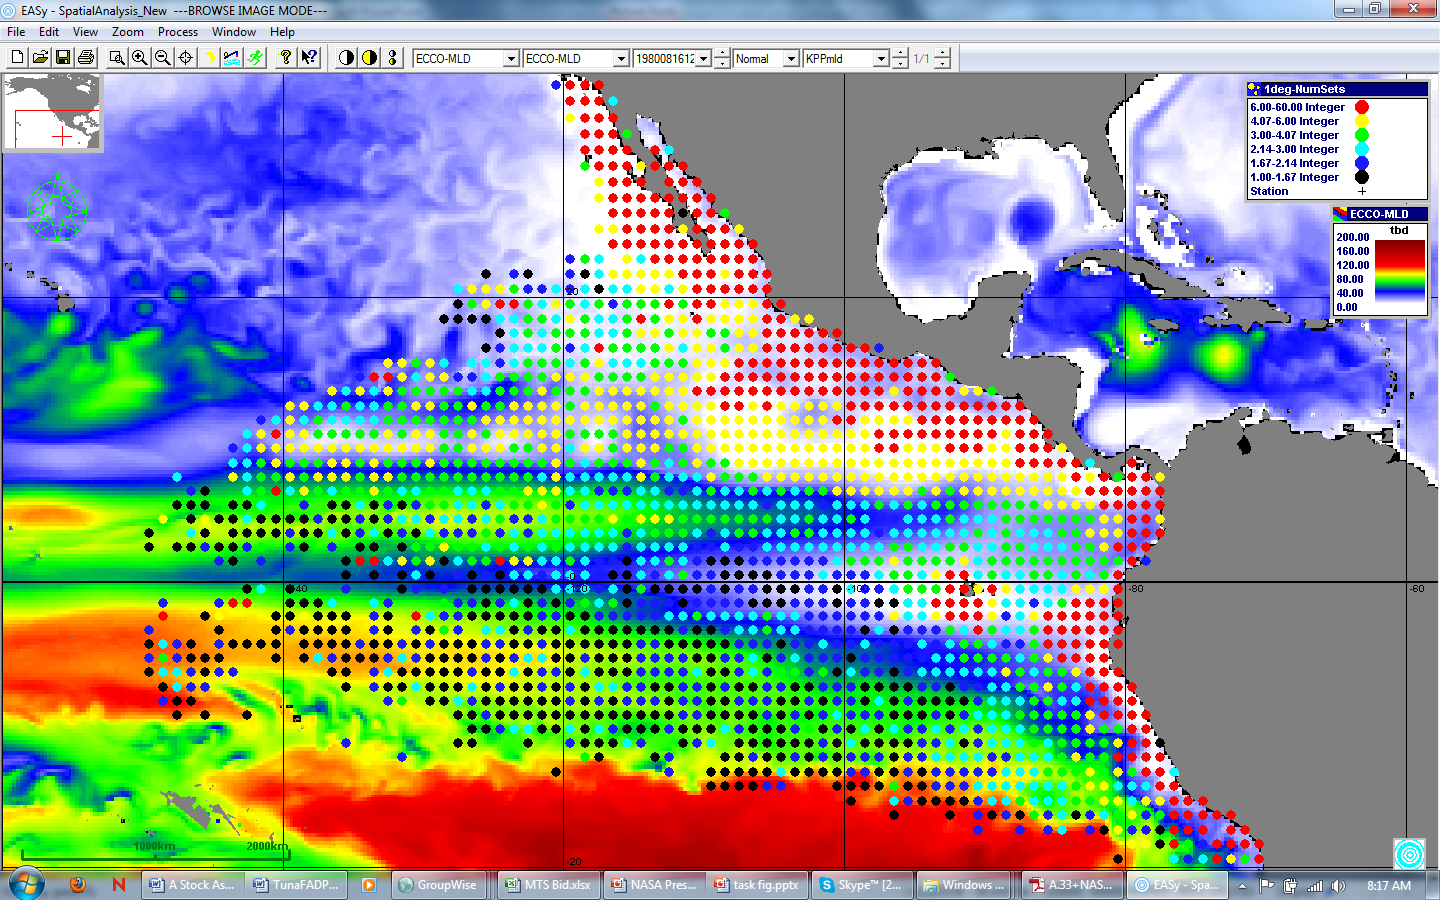 EASy - SpatialAnalysis_New ---BROWSE IMAGE MODE---
File Edit View Zoom Process Window Help
ECCO-MLD ECCO-MLD 1980081612 Normal KPPmld 1/1
1deg-NumSets
6.00-60.00 Integer
4.07-6.00 Integer
3.00-4.07 Integer
2.14-3.00 Integer
1.67-2.14 Integer
1.00-1.67 Integer
Station
ECCO-MLD
tbd
200.00
160.00
120.00
80.00
40.00
0.00
20
0
-120 -100 -80 -60
1000km 2000km
-20
A Stock As... TunaFADP... GroupWise MTS Bid.xlsx NASA Pres... task fig.pptx Skype™ [2... Windows ... A.33+NAS... EASy - Spa... 8:17 AM